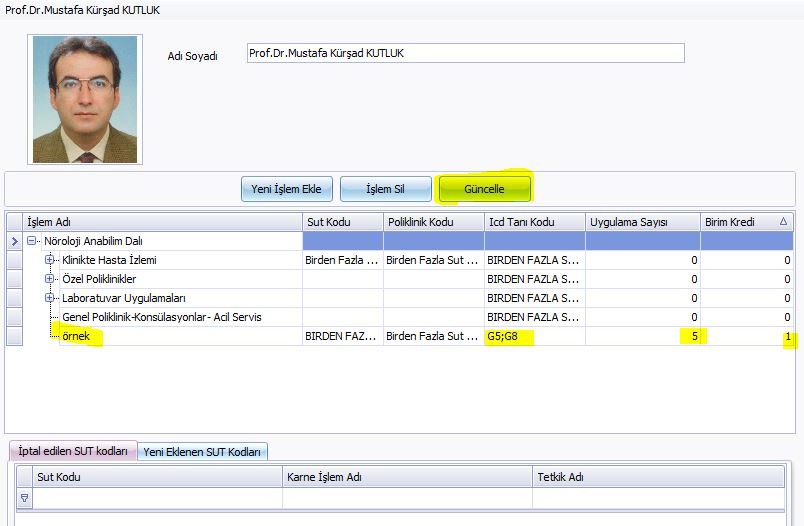 Prof.Dr.Mustafa Kürşad KUTLUK
Adı Soyadı Prof.Dr.Mustafa Kürşad KUTLUK
Yeni İşlem Ekle İşlem Sil Güncelle
İşlem Adı Sut Kodu Poliklinik Kodu Icd Tanı Kodu Uygulama Sayısı Birim Kredi
Nöroloji Anabilim Dalı
Klinikte Hasta İzlemi Birden Fazla ... Birden Fazla Sut ... BIRDEN FAZLA S... 0 0
Özel Poliklinikler BIRDEN FAZLA S... 0 0
Laboratuvar Uygulamaları BIRDEN FAZLA S... 0 0
Genel Poliklinik-Konsülasyonlar- Acil Servis BIRDEN FAZLA S... 0 0
örnek BIRDEN FAZ... Birden Fazla Sut ... G5;G8 5 1
İptal edilen SUT kodları Yeni Eklenen SUT Kodları
Sut Kodu Karne İşlem Adı Tetkik Adı